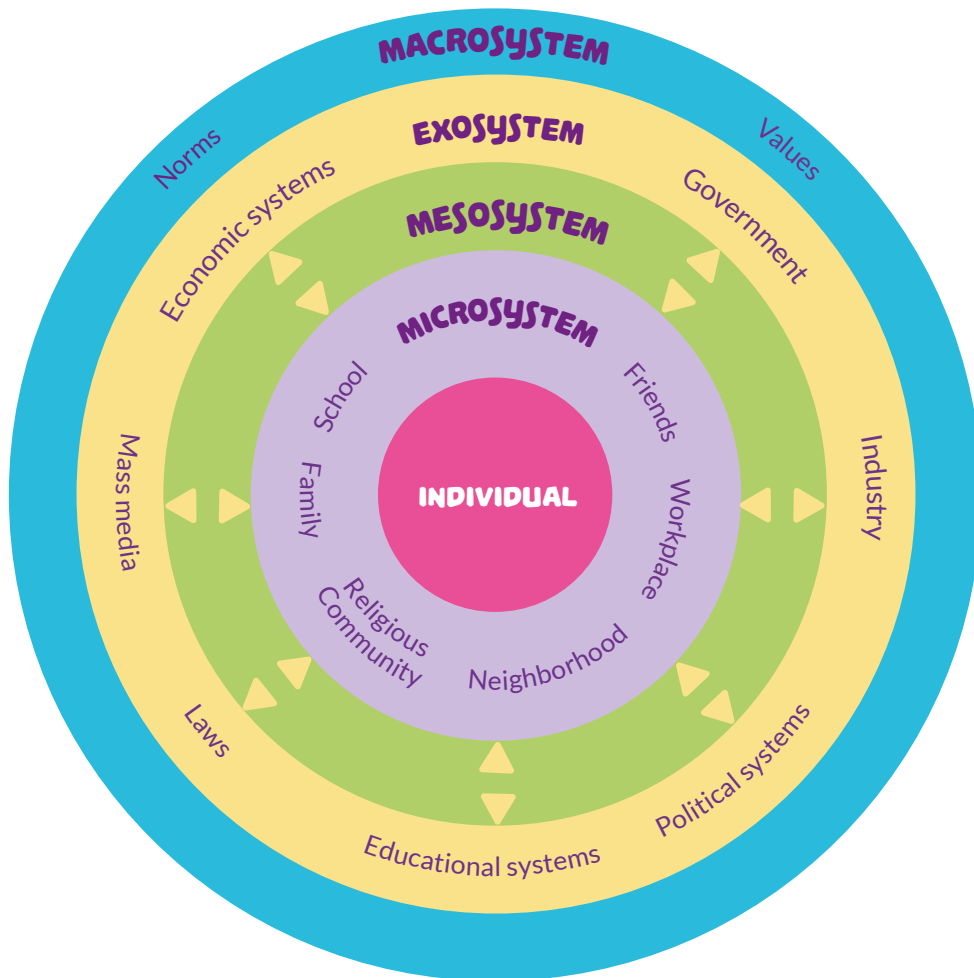 MACROSYSTEM
Norms
Values
EXOSYSTEM
Economic systems
Government
Mass media
Industry
Laws
Political systems
Educational systems
MESOSYSTEM
MICROSYSTEM
School
Friends
Family
Workplace
Religious
Community
Neighborhood
INDIVIDUAL